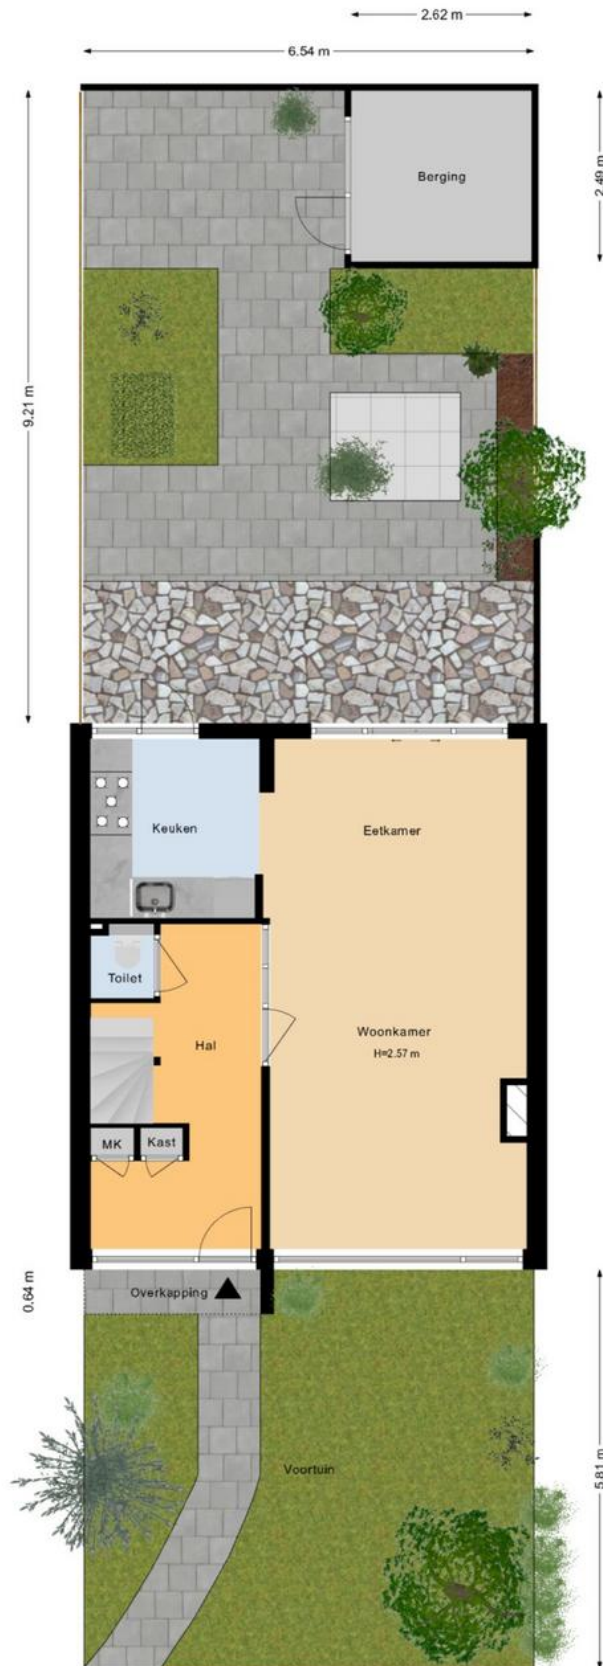 2.62 m
6.54 m
Berging
2.49 m
9.21 m
Keuken
Eetkamer
Toilet
Woonkamer
H=2.57 m
Hal
MK
Kast
0.64 m
Overkapping
Voortuin
5.81 m